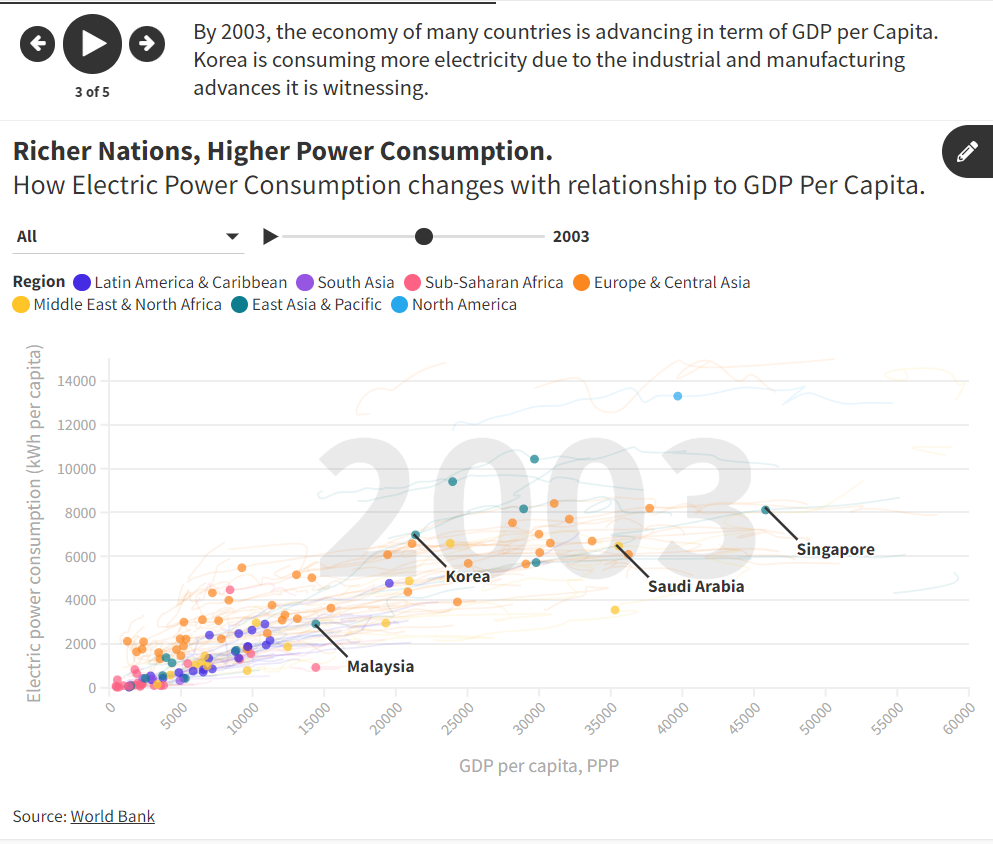 By 2003, the economy of many countries is advancing in term of GDP per Capita.
Korea is consuming more electricity due to the industrial and manufacturing
advances it is witnessing.
3 of 5
Richer Nations, Higher Power Consumption.
How Electric Power Consumption changes with relationship to GDP Per Capita.
All
2003
Region Latin America & Caribbean South Asia Sub-Saharan Africa Europe & Central Asia
Middle East & North Africa East Asia & Pacific North America
Electric power consumption (kWh per capita)
14000
12000
10000
8000
6000
4000
2000
0
2003
Singapore
Korea
Saudi Arabia
Malaysia
0 5000 10000 15000 20000 25000 30000 35000 40000 45000 50000 55000 60000
GDP per capita, PPP
Source: World Bank